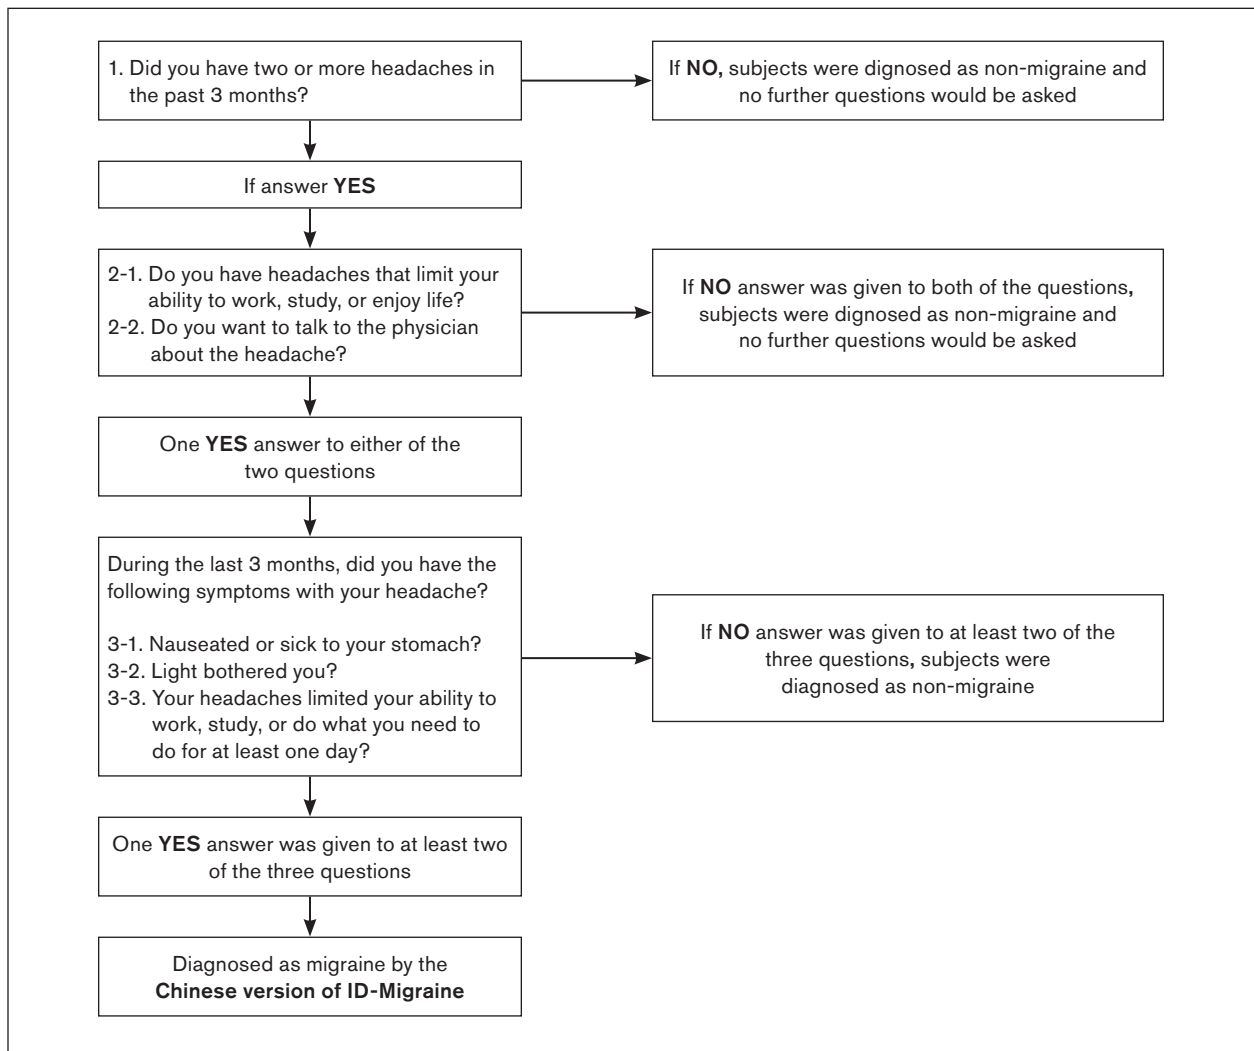 1. Did you have two or more headaches in
the past 3 months?
If NO, subjects were dignosed as non-migraine and
no further questions would be asked
If answer YES
2-1. Do you have headaches that limit your
ability to work, study, or enjoy life?
2-2. Do you want to talk to the physician
about the headache?
If NO answer was given to both of the questions,
subjects were dignosed as non-migraine and
no further questions would be asked
One YES answer to either of the
two questions
During the last 3 months, did you have the
following symptoms with your headache?
3-1. Nauseated or sick to your stomach?
3-2. Light bothered you?
3-3. Your headaches limited your ability to
work, study, or do what you need to
do for at least one day?
If NO answer was given to at least two of the
three questions, subjects were
diagnosed as non-migraine
One YES answer was given to at least two
of the three questions
Diagnosed as migraine by the
Chinese version of ID-Migraine